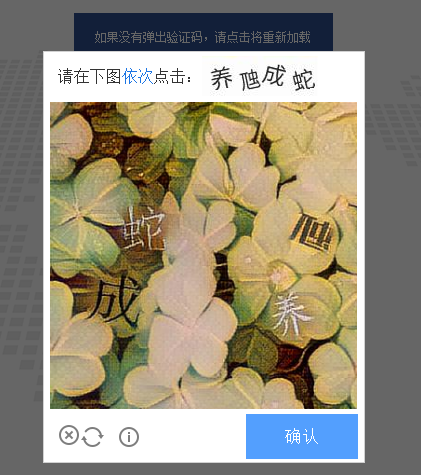 如果没有弹出验证码，请点击将重新加载
请在下图依次点击：养虺成蛇
蛇
虺
成
养
确认